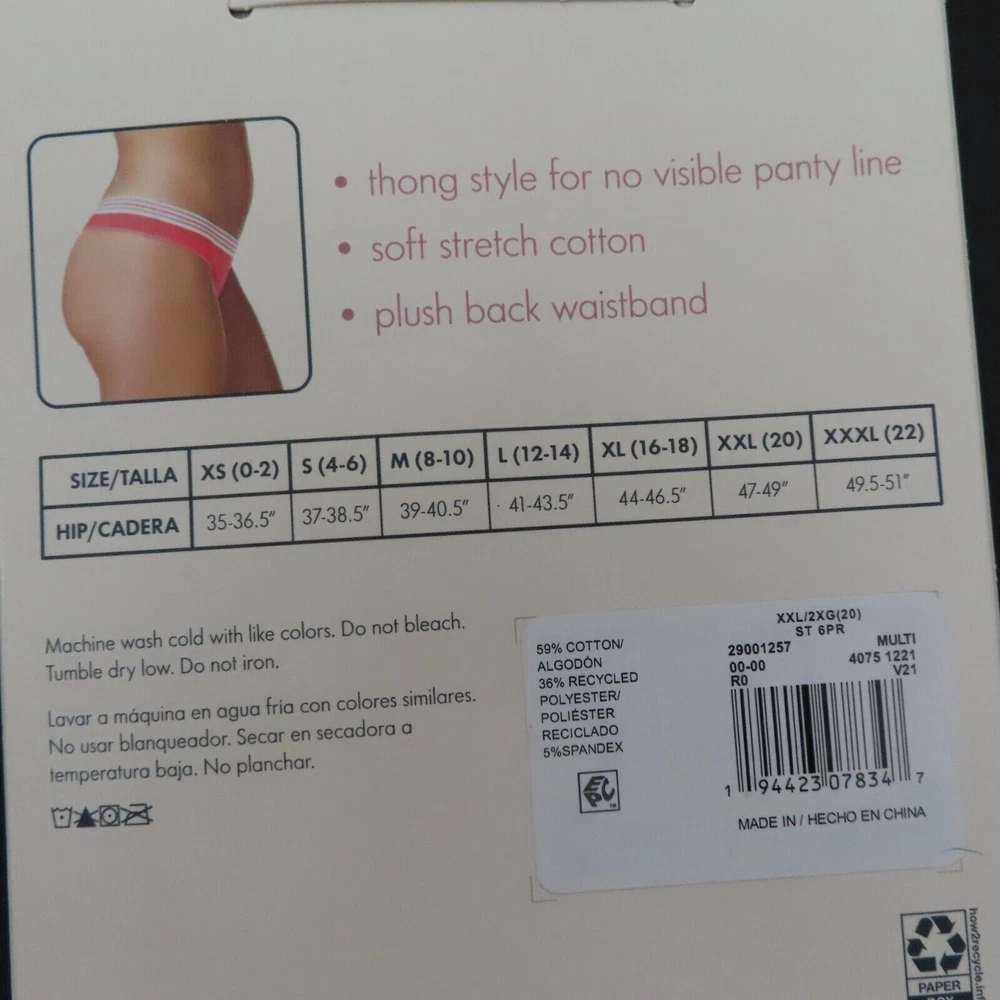 • thong style for no visible panty line
• soft stretch cotton
• plush back waistband
SIZE/TALLA XS (0-2) S (4-6) M (8-10) L (12-14) XL (16-18) XXL (20) XXXL (22)
HIP/CADERA 35-36.5" 37-38.5" 39-40.5" 41-43.5" 44-46.5" 47-49" 49.5-51"
Machine wash cold with like colors. Do not bleach.
Tumble dry low. Do not iron.
Lavar a máquina en agua fria con colores similares.
No usar blanqueador. Secar en secadora a
temperatura baja. No planchar.
59% COTTON/
ALGODÓN
36% RECYCLED
POLYESTER/
POLIÉSTER
RECICLADO
5%SPANDEX
EPC
TM
XXL/2XG(20)
ST 6PR
29001257 MULTI
00-00 4075 1221
R0 V21
1 94423 07834 7
MADE IN / HECHO EN CHINA
PAPER